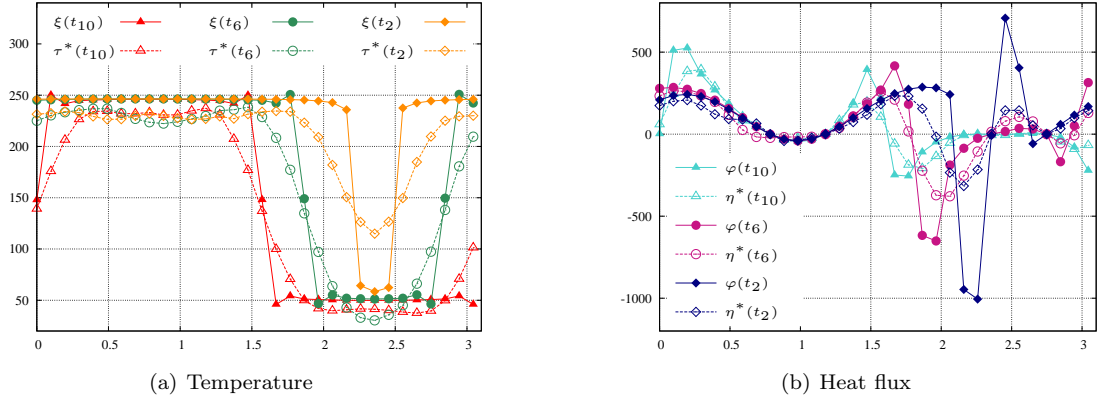 ξ(t10) ξ(t6) ξ(t2)
τ*(t10) τ*(t6) τ*(t2)
300
250
200
150
100
50
0 0.5 1 1.5 2 2.5 3
(a) Temperature
500
0
-500
-1000
φ(t10)
η*(t10)
φ(t6)
η*(t6)
φ(t2)
η*(t2)
0 0.5 1 1.5 2 2.5 3
(b) Heat flux